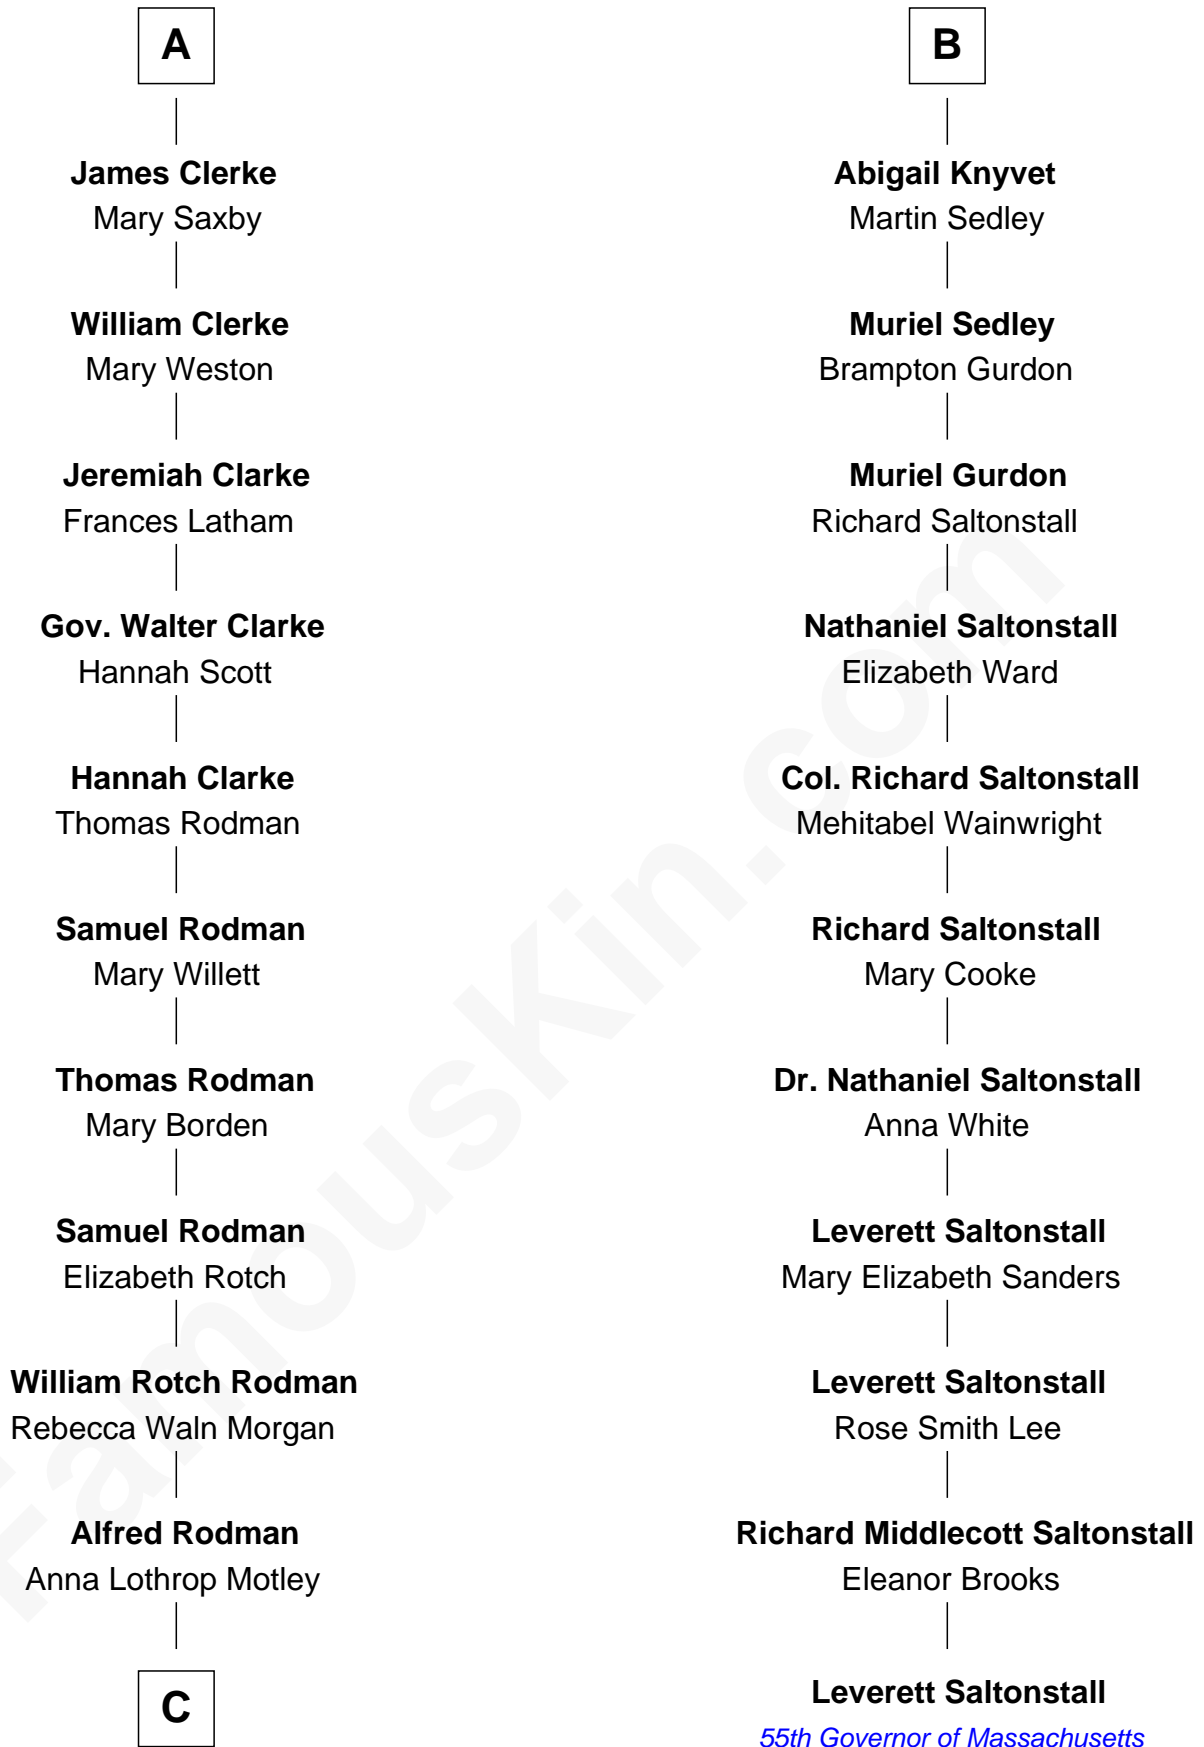 A
James Clerke
Mary Saxby
William Clerke
Mary Weston
Jeremiah Clarke
Frances Latham
Gov. Walter Clarke
Hannah Scott
Hannah Clarke
Thomas Rodman
Samuel Rodman
Mary Willett
Thomas Rodman
Mary Borden
Samuel Rodman
Elizabeth Rotch
William Rotch Rodman
Rebecca Waln Morgan
Alfred Rodman
Anna Lothrop Motley
C
B
Abigail Knyvet
Martin Sedley
Muriel Sedley
Brampton Gurdon
Muriel Gurdon
Richard Saltonstall
Nathaniel Saltonstall
Elizabeth Ward
Col. Richard Saltonstall
Mehitabel Wainwright
Richard Saltonstall
Mary Cooke
Dr. Nathaniel Saltonstall
Anna White
Leverett Saltonstall
Mary Elizabeth Sanders
Leverett Saltonstall
Rose Smith Lee
Richard Middlecott Saltonstall
Eleanor Brooks
Leverett Saltonstall
55th Governor of Massachusetts
FamousKin.com